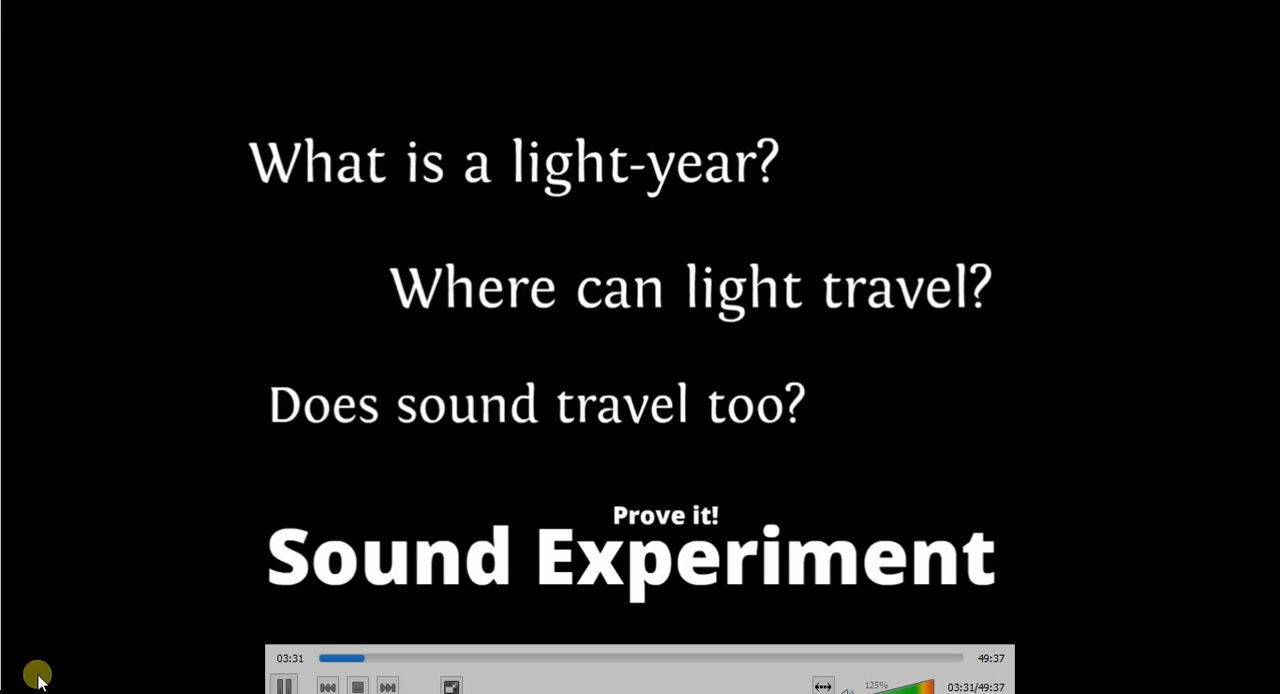 What is a light-year?
Where can light travel?
Does sound travel too?
Prove it!
Sound Experiment
03:31 49:37
125% 03:31/49:37